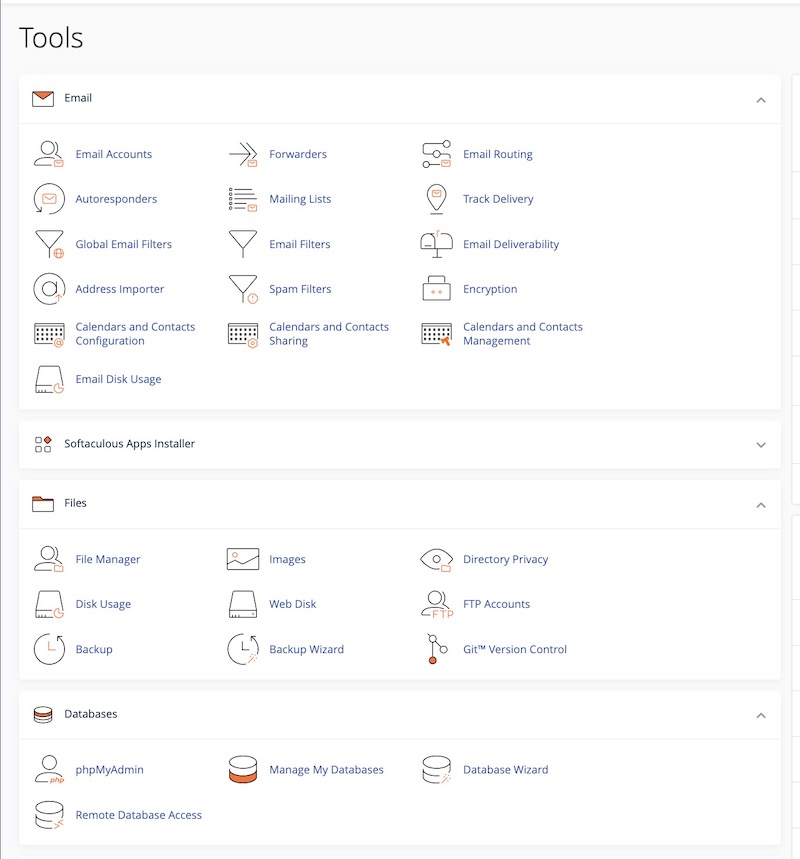 Tools
Email
Email Accounts
Forwarders
Email Routing
Autoresponders
Mailing Lists
Track Delivery
Global Email Filters
Email Filters
Email Deliverability
Address Importer
Spam Filters
Encryption
Calendars and Contacts
Configuration
Calendars and Contacts
Sharing
Calendars and Contacts
Management
Email Disk Usage
Softaculous Apps Installer
Files
File Manager
Images
Directory Privacy
Disk Usage
Web Disk
FTP
FTP Accounts
Backup
Backup Wizard
Git™ Version Control
Databases
php
phpMyAdmin
Manage My Databases
Database Wizard
Remote Database Access